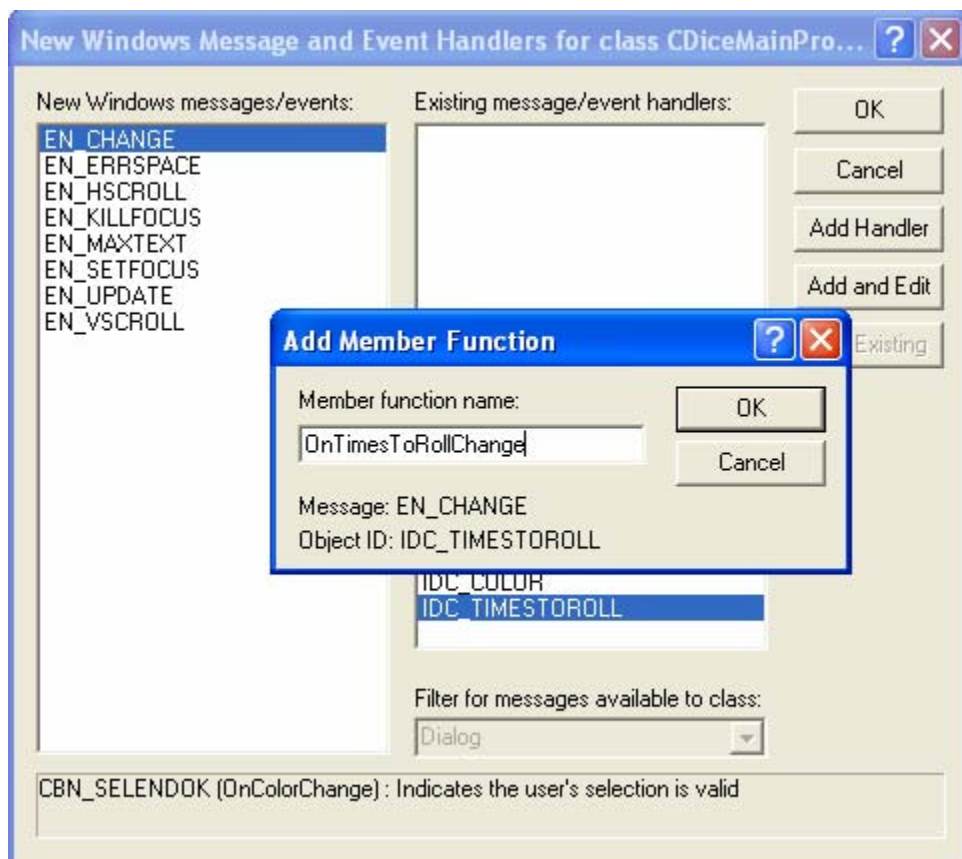 New Windows Message and Event Handlers for class CDiceMainPro...
New Windows messages/events:
Existing message/event handlers:
OK
EN_CHANGE
EN_ERRSPACE
EN_HSCROLL
EN_KILLFOCUS
EN_MAXTEXT
EN_SETFOCUS
EN_UPDATE
EN_VSCROLL
Cancel
Add Handler
Add and Edit
Existing
Add Member Function
Member function name:
OnTimesToRollChange
OK
Cancel
Message: EN_CHANGE
Object ID: IDC_TIMESTOROLL
IDC_COLOR
IDC_TIMESTOROLL
Filter for messages available to class:
Dialog
CBN_SELENDOK (OnColorChange) : Indicates the user's selection is valid